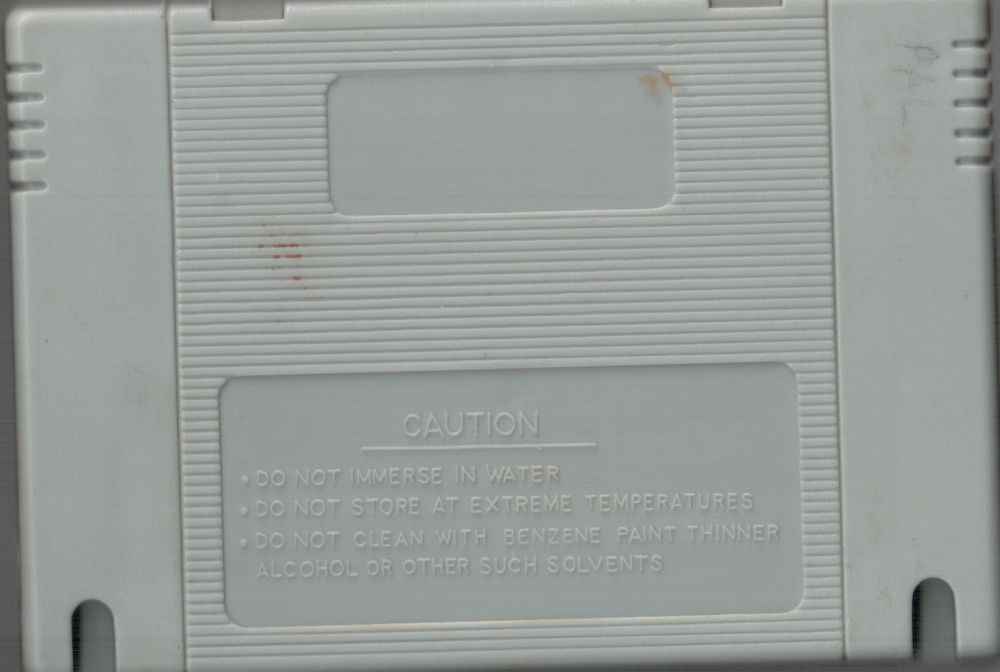 CAUTION
• DO NOT IMMERSE IN WATER
• DO NOT STORE AT EXTREME TEMPERATURES
• DO NOT CLEAN WITH BENZENE PAINT THINNER
ALCOHOL OR OTHER SUCH SOLVENTS